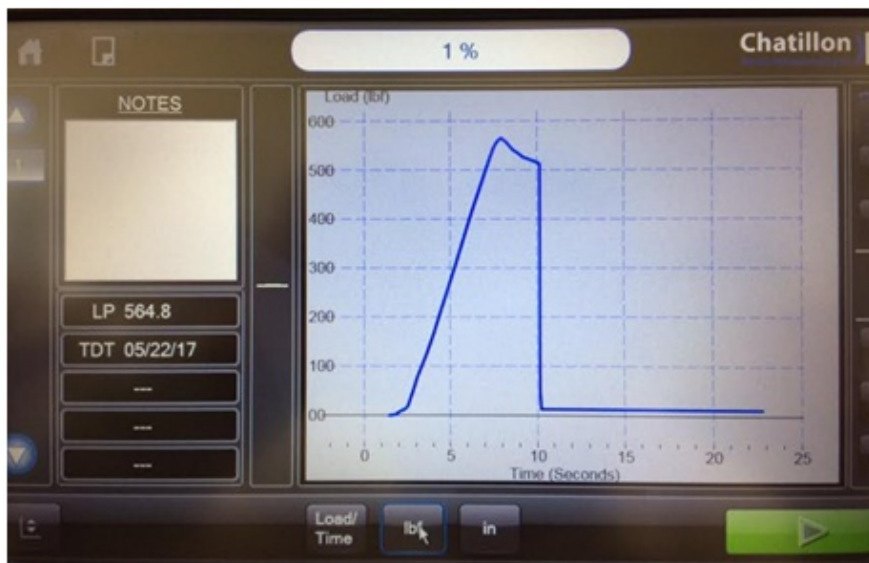 1 %
Chatillon
NOTES
1
LP 564.8
TDT 05/22/17
---
---
---
Load (lbf)
600
500
400
300
200
100
00
0 5 10 15 20 25
Time (Seconds)
Load/
Time
lbf
in